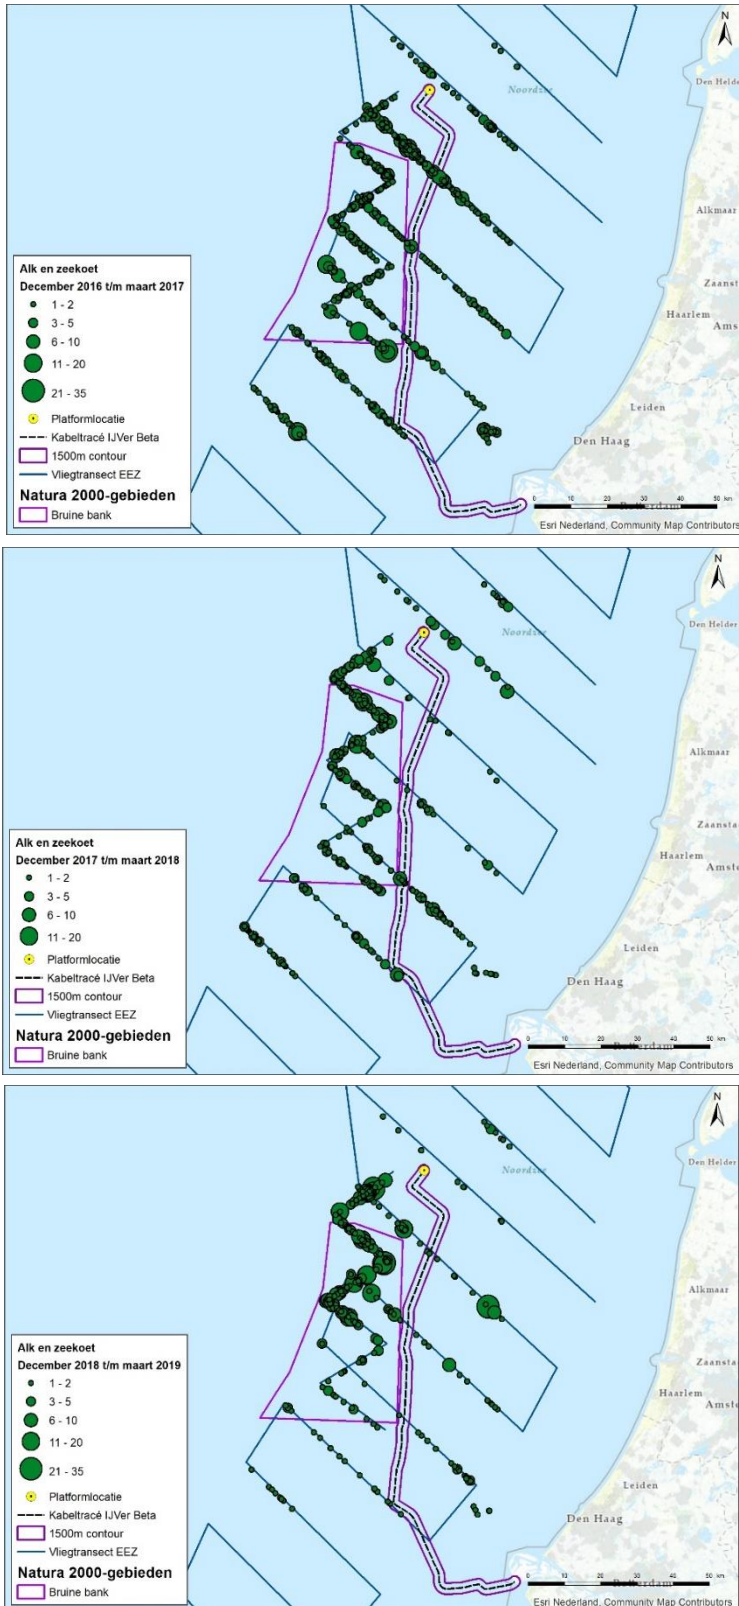 N
Den Helder
Noordzee
Alkmaar
Zaanst
Haarlem
Ams
Leiden
Den Haag
Alk en zeekoet
December 2016 t/m maart 2017
1 - 2
3 - 5
6 - 10
11 - 20
21 - 35
Platformlocatie
Kabeltracé IJVer Beta
1500m contour
Vliegtransect EEZ
Natura 2000-gebieden
Bruine bank
0 10 20 30 40 50 km
Rotterdam
Esri Nederland, Community Map Contributors
N
Den Helder
Noordzee
Alkmaar
Zaansta
Haarlem
Amste
Leiden
Den Haag
Alk en zeekoet
December 2017 t/m maart 2018
1 - 2
3 - 5
6 - 10
11 - 20
Platformlocatie
Kabeltracé IJVer Beta
1500m contour
Vliegtransect EEZ
Natura 2000-gebieden
Bruine bank
0 10 20 30 40 50 km
Rotterdam
Esri Nederland, Community Map Contributors
N
Den Helder
Noordzee
Alkmaar
Zaansta
Haarlem
Amste
Leiden
Den Haag
Alk en zeekoet
December 2018 t/m maart 2019
1 - 2
3 - 5
6 - 10
11 - 20
21 - 35
Platformlocatie
Kabeltracé IJVer Beta
1500m contour
Vliegtransect EEZ
Natura 2000-gebieden
Bruine bank
0 10 20 30 40 50 km
Rotterdam
Esri Nederland, Community Map Contributors